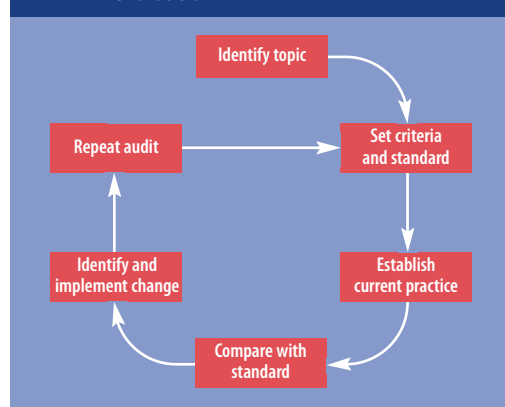 Identify topic
Set criteria
and standard
Establish
current practice
Compare with
standard
Identify and
implement change
Repeat audit